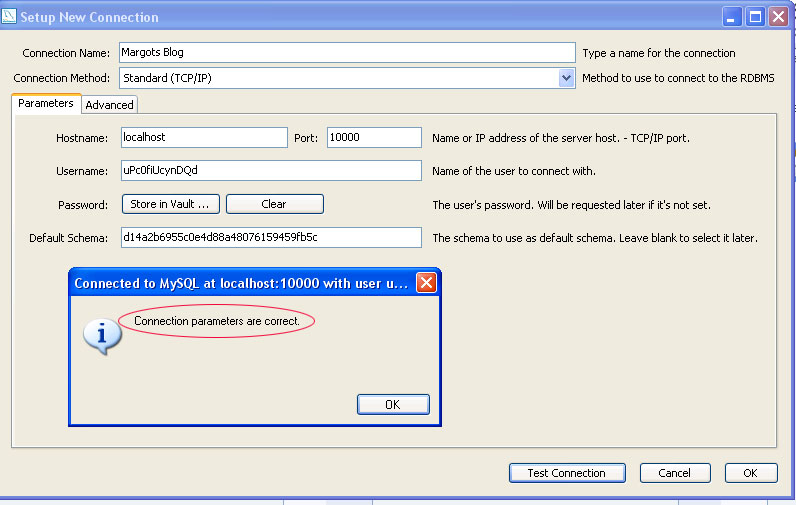 Setup New Connection
Connection Name: Margots Blog Type a name for the connection
Connection Method: Standard (TCP/IP) Method to use to connect to the RDBMS
Parameters Advanced
Hostname: localhost Port: 10000 Name or IP address of the server host. - TCP/IP port.
Username: uPc0fiUcynDQd Name of the user to connect with.
Password: Store in Vault ... Clear The user's password. Will be requested later if it's not set.
Default Schema: d14a2b6955c0e4d88a48076159459fb5c The schema to use as default schema. Leave blank to select it later.
Connected to MySQL at localhost:10000 with user u...
Connection parameters are correct.
OK
Test Connection Cancel OK